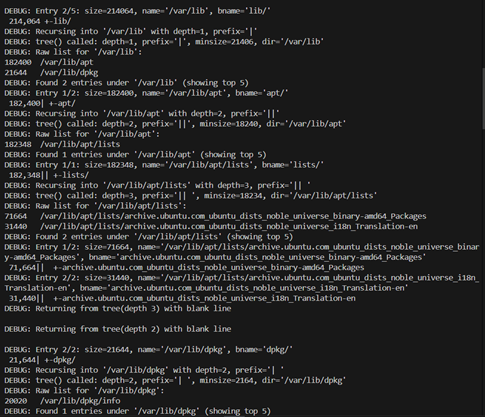 DEBUG: Entry 2/5: size=214064, name='/var/lib', bname='lib/'
 214,064 +-lib/
DEBUG: Recursing into '/var/lib' with depth=1, prefix='|'
DEBUG: tree() called: depth=1, prefix='|', minsize=21406, dir='/var/lib'
DEBUG: Raw list for '/var/lib':
182400  /var/lib/apt
21644   /var/lib/dpkg
DEBUG: Found 2 entries under '/var/lib' (showing top 5)
DEBUG: Entry 1/2: size=182400, name='/var/lib/apt', bname='apt/'
 182,400| +-apt/
DEBUG: Recursing into '/var/lib/apt' with depth=2, prefix='||'
DEBUG: tree() called: depth=2, prefix='||', minsize=18240, dir='/var/lib/apt'
DEBUG: Raw list for '/var/lib/apt':
182348  /var/lib/apt/lists
DEBUG: Found 1 entries under '/var/lib/apt' (showing top 5)
DEBUG: Entry 1/1: size=182348, name='/var/lib/apt/lists', bname='lists/'
 182,348|| +-lists/
DEBUG: Recursing into '/var/lib/apt/lists' with depth=3, prefix='|| '
DEBUG: tree() called: depth=3, prefix='|| ', minsize=18234, dir='/var/lib/apt/lists'
DEBUG: Raw list for '/var/lib/apt/lists':
71664   /var/lib/apt/lists/archive.ubuntu.com_ubuntu_dists_noble_universe_binary-amd64_Packages
31440   /var/lib/apt/lists/archive.ubuntu.com_ubuntu_dists_noble_universe_i18n_Translation-en
DEBUG: Found 2 entries under '/var/lib/apt/lists' (showing top 5)
DEBUG: Entry 1/2: size=71664, name='/var/lib/apt/lists/archive.ubuntu.com_ubuntu_dists_noble_universe_binar
y-amd64_Packages', bname='archive.ubuntu.com_ubuntu_dists_noble_universe_binary-amd64_Packages'
 71,664||  +-archive.ubuntu.com_ubuntu_dists_noble_universe_binary-amd64_Packages
DEBUG: Entry 2/2: size=31440, name='/var/lib/apt/lists/archive.ubuntu.com_ubuntu_dists_noble_universe_i18n_
Translation-en', bname='archive.ubuntu.com_ubuntu_dists_noble_universe_i18n_Translation-en'
 31,440||  +-archive.ubuntu.com_ubuntu_dists_noble_universe_i18n_Translation-en
DEBUG: Returning from tree(depth 3) with blank line
DEBUG: Returning from tree(depth 2) with blank line
DEBUG: Entry 2/2: size=21644, name='/var/lib/dpkg', bname='dpkg/'
 21,644| +-dpkg/
DEBUG: Recursing into '/var/lib/dpkg' with depth=2, prefix='| '
DEBUG: tree() called: depth=2, prefix='| ', minsize=2164, dir='/var/lib/dpkg'
DEBUG: Raw list for '/var/lib/dpkg':
20020   /var/lib/dpkg/info
DEBUG: Found 1 entries under '/var/lib/dpkg' (showing top 5)